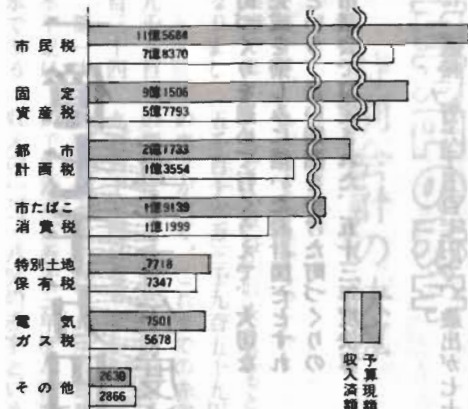 市民税
11億5684
7億8370
固定
資産税
9億1506
5億7793
都市
計画税
2億1733
1億3554
市たばこ
消費税
1億9139
1億1999
特別土地
保有税
7718
7347
電気
ガス税
7501
5678
その他
2630
2866
予算現額
収入済額